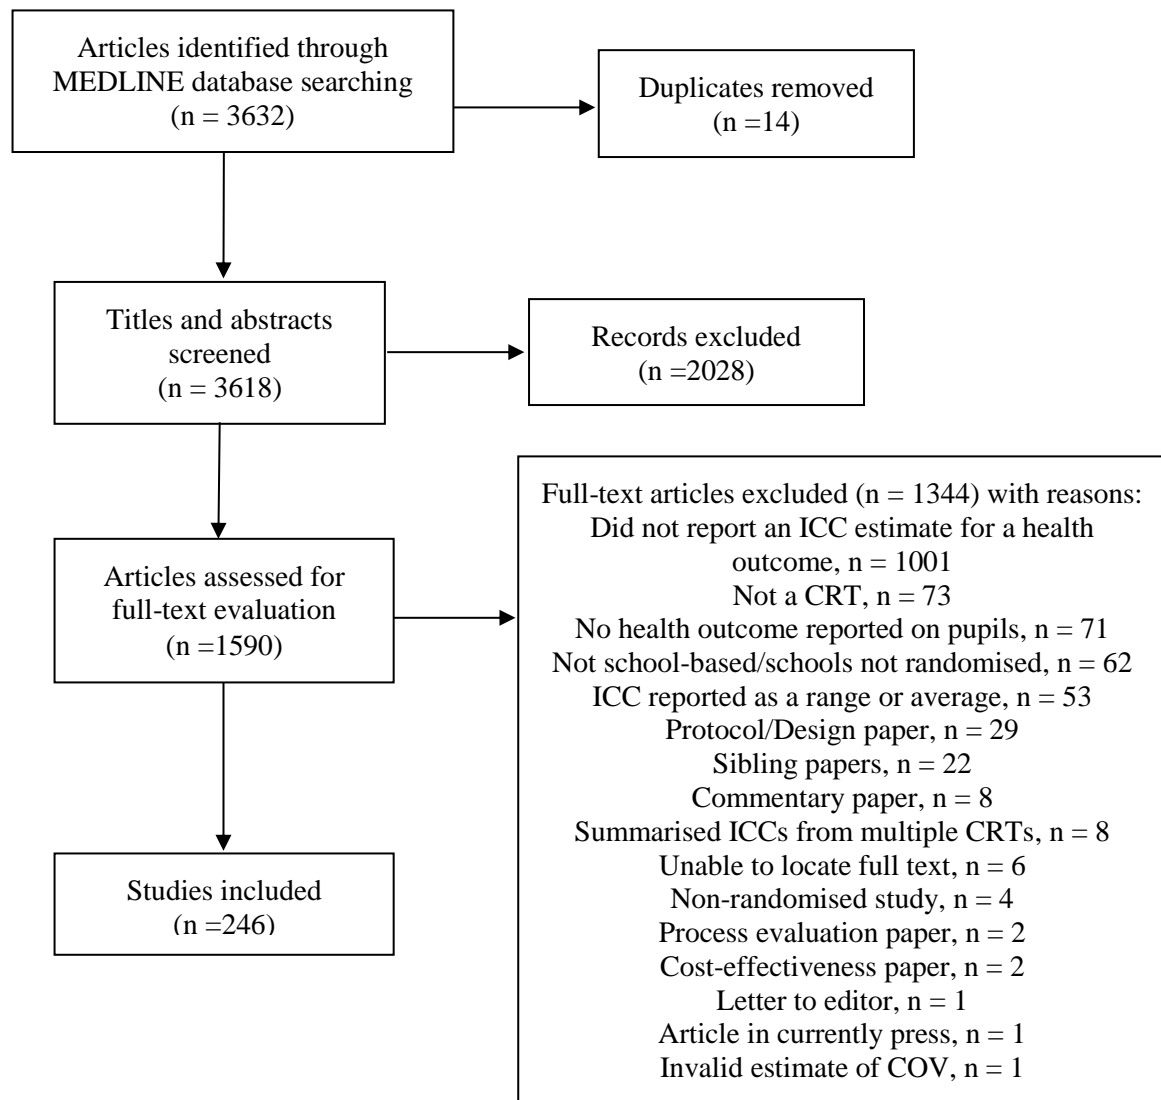 Articles identified through
MEDLINE database searching
(n = 3632)
Duplicates removed
(n =14)
Titles and abstracts
screened
(n = 3618)
Records excluded
(n =2028)
Articles assessed for
full-text evaluation
(n =1590)
Full-text articles excluded (n = 1344) with reasons:
Did not report an ICC estimate for a health
outcome, n = 1001
Not a CRT, n = 73
No health outcome reported on pupils, n = 71
Not school-based/schools not randomised, n = 62
ICC reported as a range or average, n = 53
Protocol/Design paper, n = 29
Sibling papers, n = 22
Commentary paper, n = 8
Summarised ICCs from multiple CRTs, n = 8
Unable to locate full text, n = 6
Non-randomised study, n = 4
Process evaluation paper, n = 2
Cost-effectiveness paper, n = 2
Letter to editor, n = 1
Article in currently press, n = 1
Invalid estimate of COV, n = 1
Studies included
(n =246)